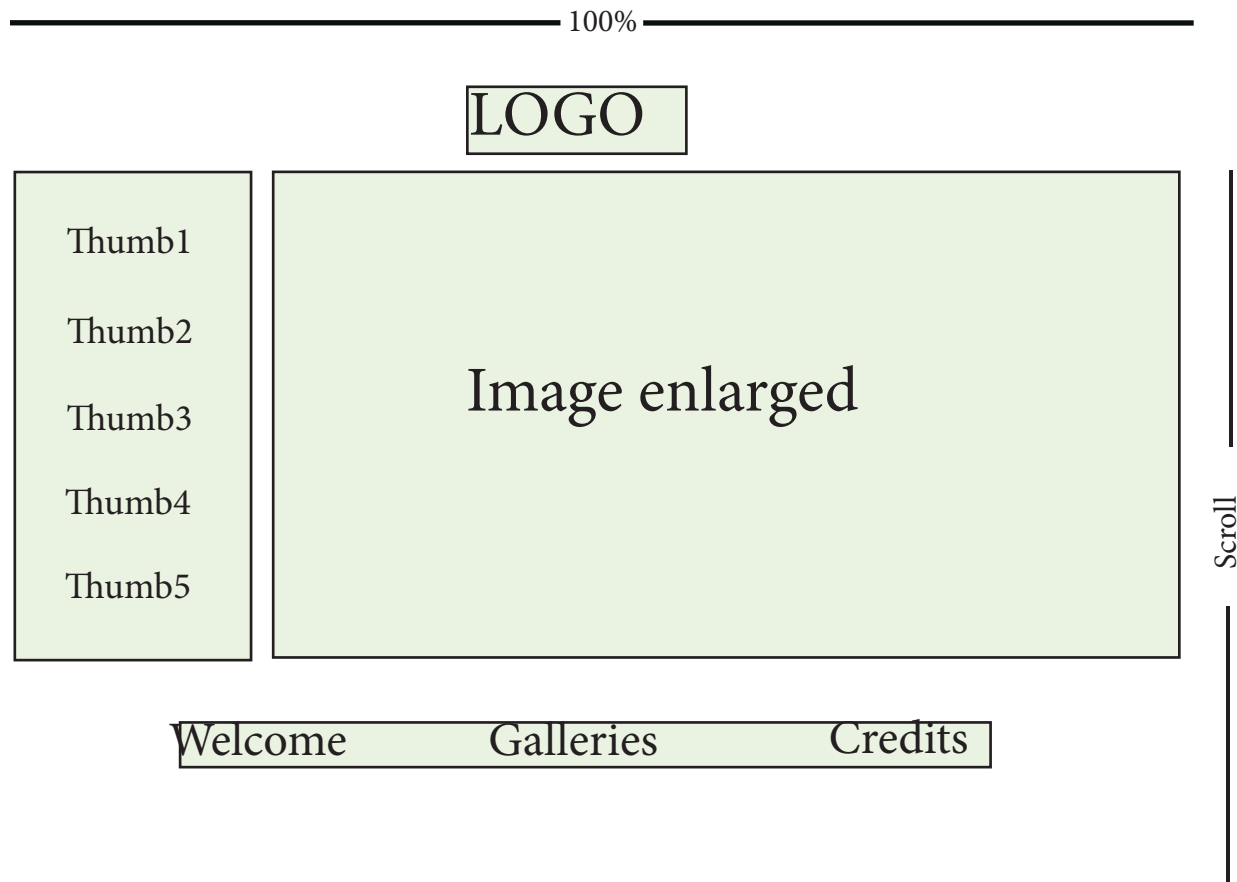 100%
LOGO
Thumb1
Thumb2
Thumb3
Thumb4
Thumb5
Image enlarged
Scroll
Welcome Galleries Credits